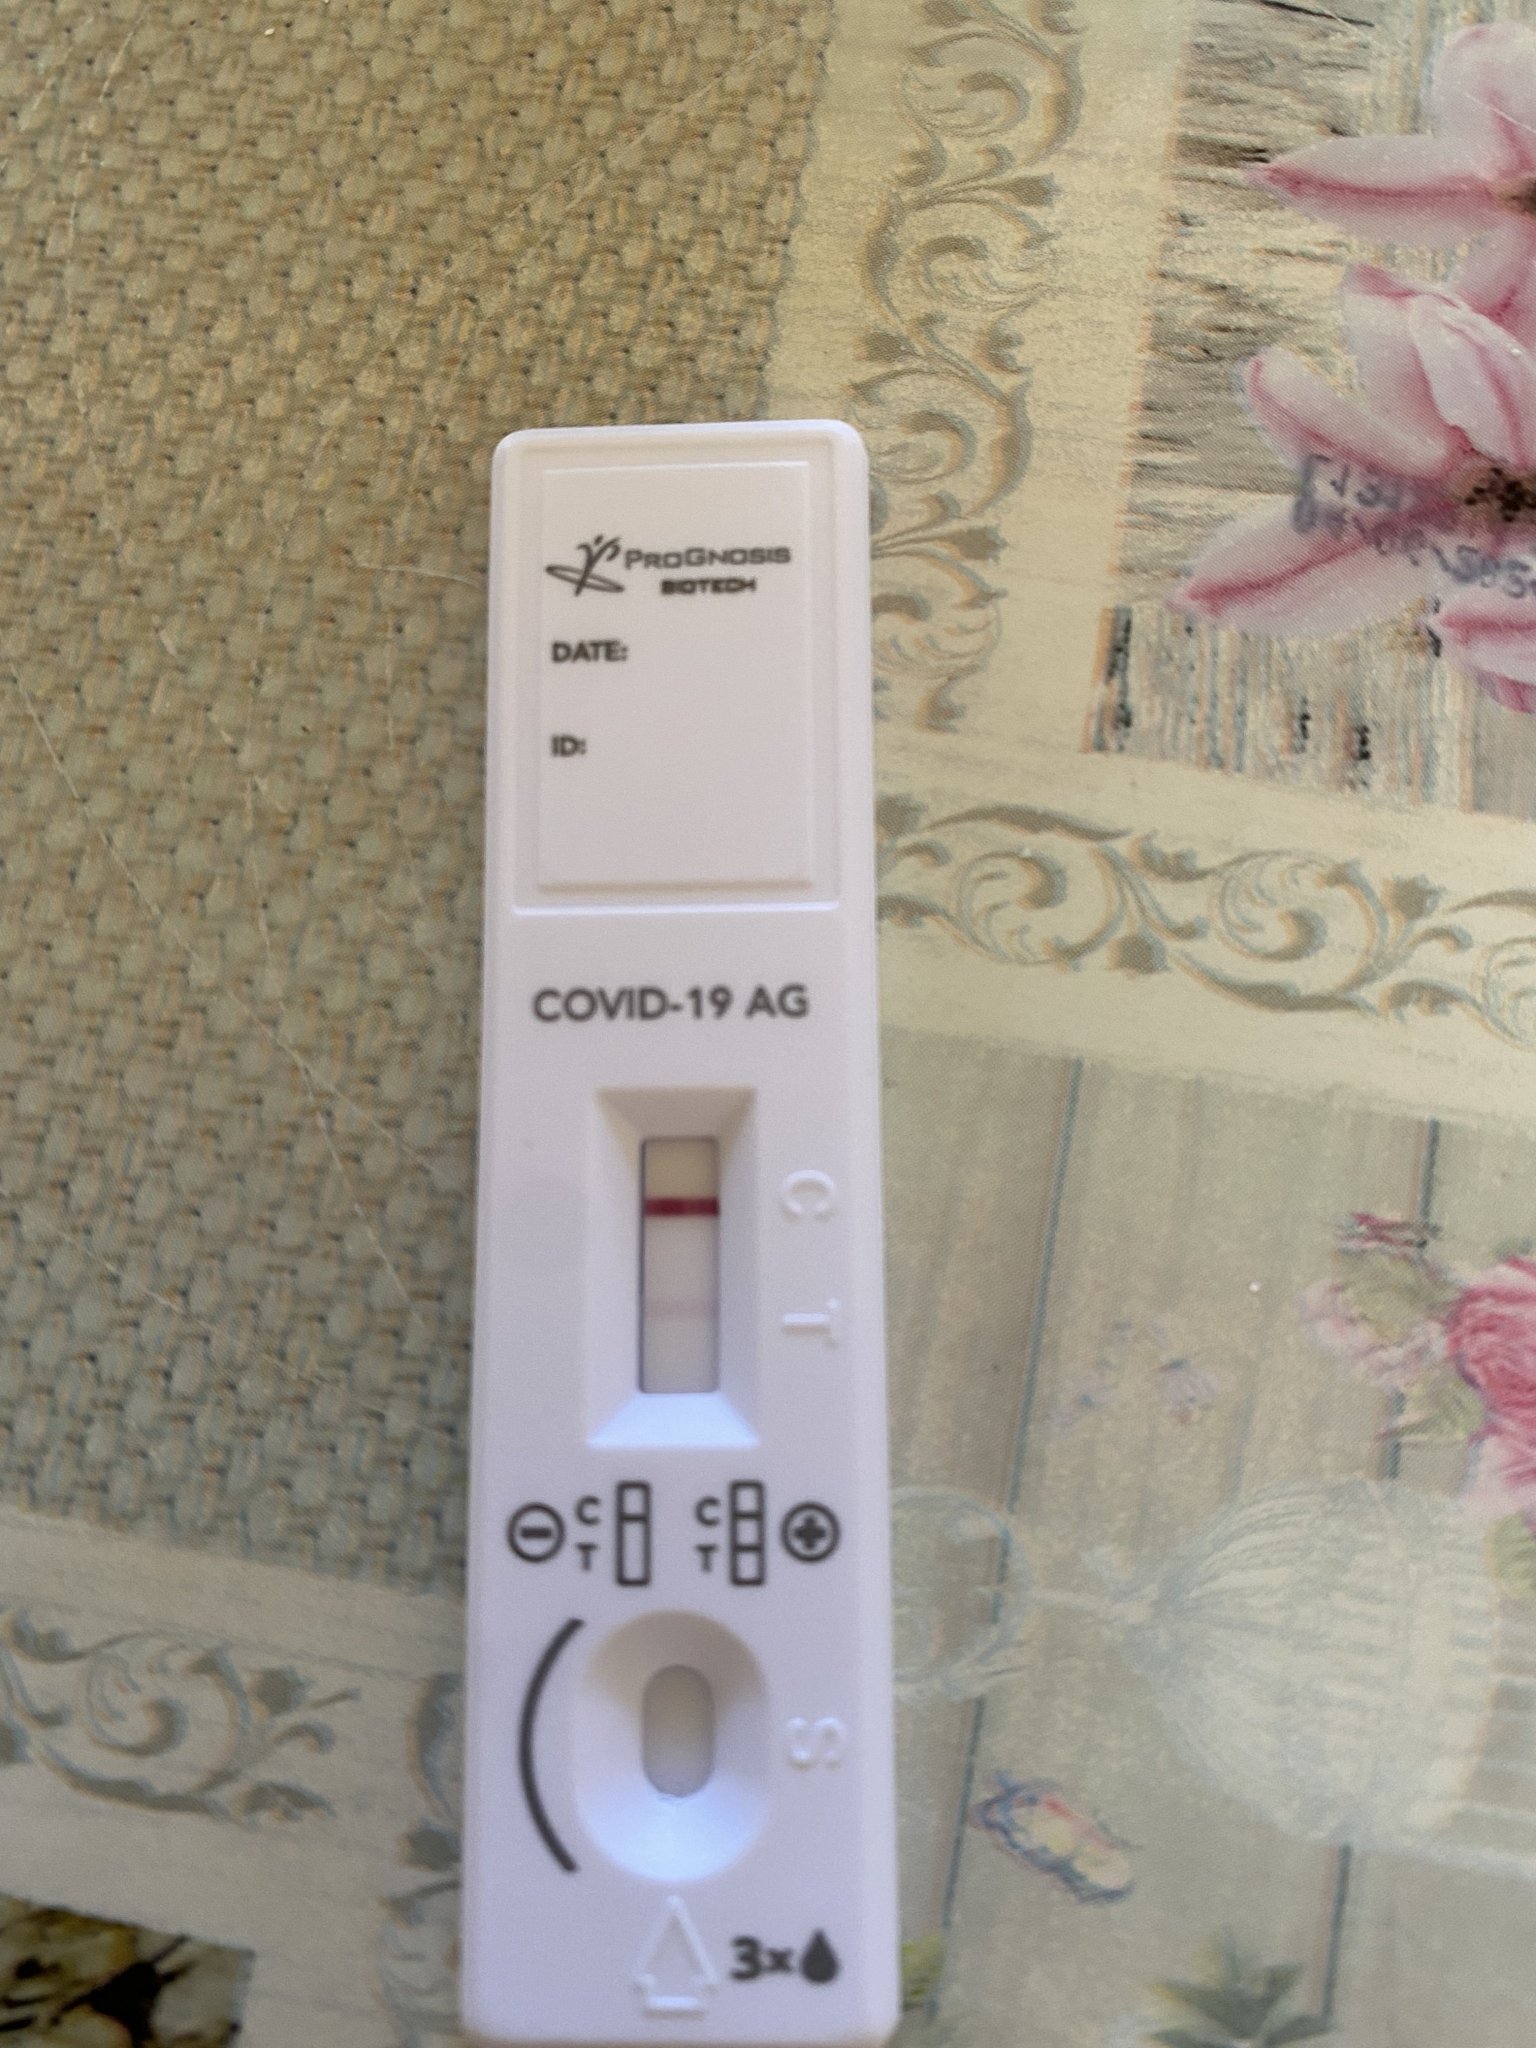 PROGNOSIS
BIOTECH
DATE:
ID:
COVID-19 AG
C
T
C C
T T
S
3x